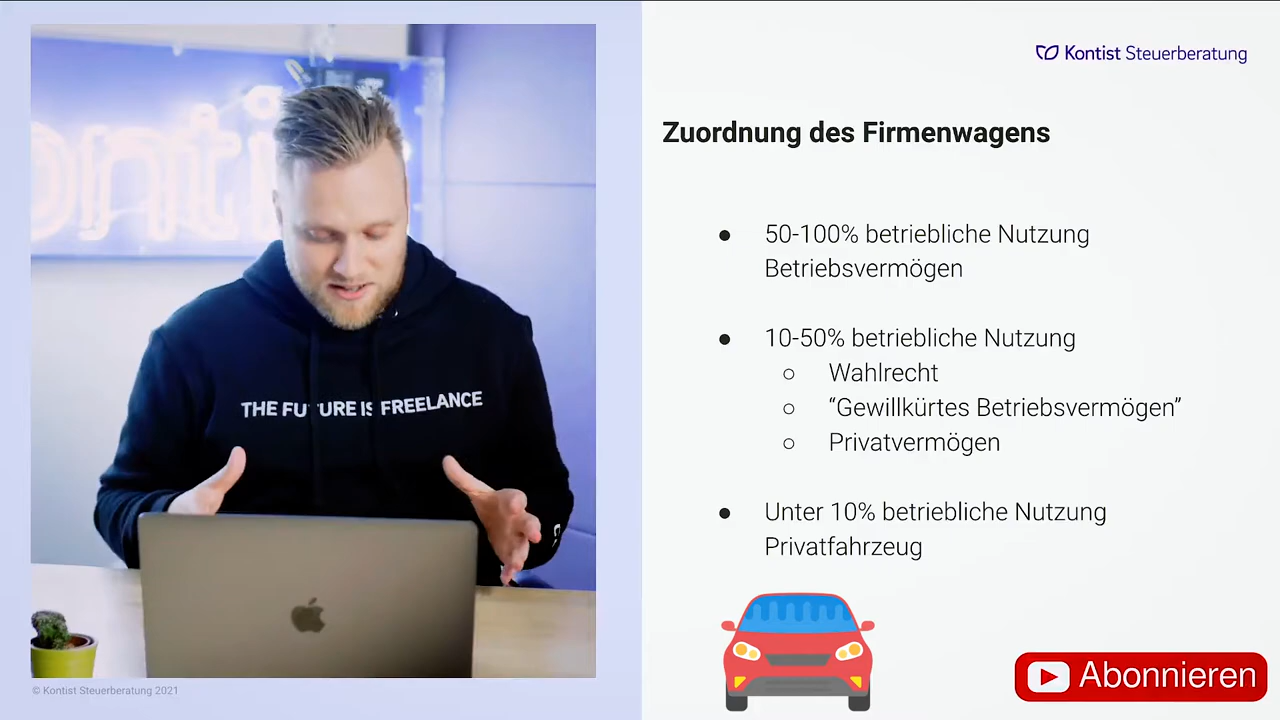 Kontist Steuerberatung
Zuordnung des Firmenwagens
● 50-100% betriebliche Nutzung
Betriebsvermögen
● 10-50% betriebliche Nutzung
○ Wahlrecht
○ “Gewillkürtes Betriebsvermögen”
○ Privatvermögen
● Unter 10% betriebliche Nutzung
Privatfahrzeug
Abonnieren
THE FUTURE IS FREELANCE
© Kontist Steuerberatung 2021